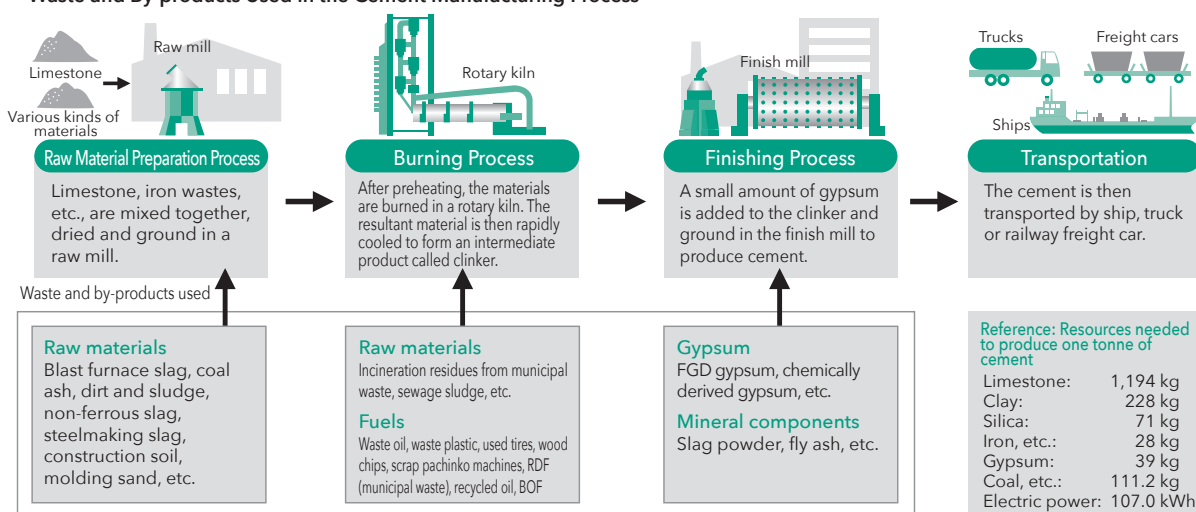 Waste and By-products Used in the Cement Manufacturing Process
Limestone
Various kinds of
materials
Raw mill
Raw Material Preparation Process
Limestone, iron wastes,
etc., are mixed together,
dried and ground in a
raw mill.
Rotary kiln
Burning Process
After preheating, the materials
are burned in a rotary kiln. The
resultant material is then rapidly
cooled to form an intermediate
product called clinker.
Finish mill
Finishing Process
A small amount of gypsum
is added to the clinker and
ground in the finish mill to
produce cement.
Trucks
Freight cars
Ships
Transportation
The cement is then
transported by ship, truck
or railway freight car.
Waste and by-products used
Raw materials
Blast furnace slag, coal
ash, dirt and sludge,
non-ferrous slag,
steelmaking slag,
construction soil,
molding sand, etc.
Raw materials
Incineration residues from municipal
waste, sewage sludge, etc.
Fuels
Waste oil, waste plastic, used tires, wood
chips, scrap pachinko machines, RDF
(municipal waste), recycled oil, BOF
Gypsum
FGD gypsum, chemically
derived gypsum, etc.
Mineral components
Slag powder, fly ash, etc.
Reference: Resources needed
to produce one tonne of
cement
Limestone: 1,194 kg
Clay: 228 kg
Silica: 71 kg
Iron, etc.: 28 kg
Gypsum: 39 kg
Coal, etc.: 111.2 kg
Electric power: 107.0 kWh